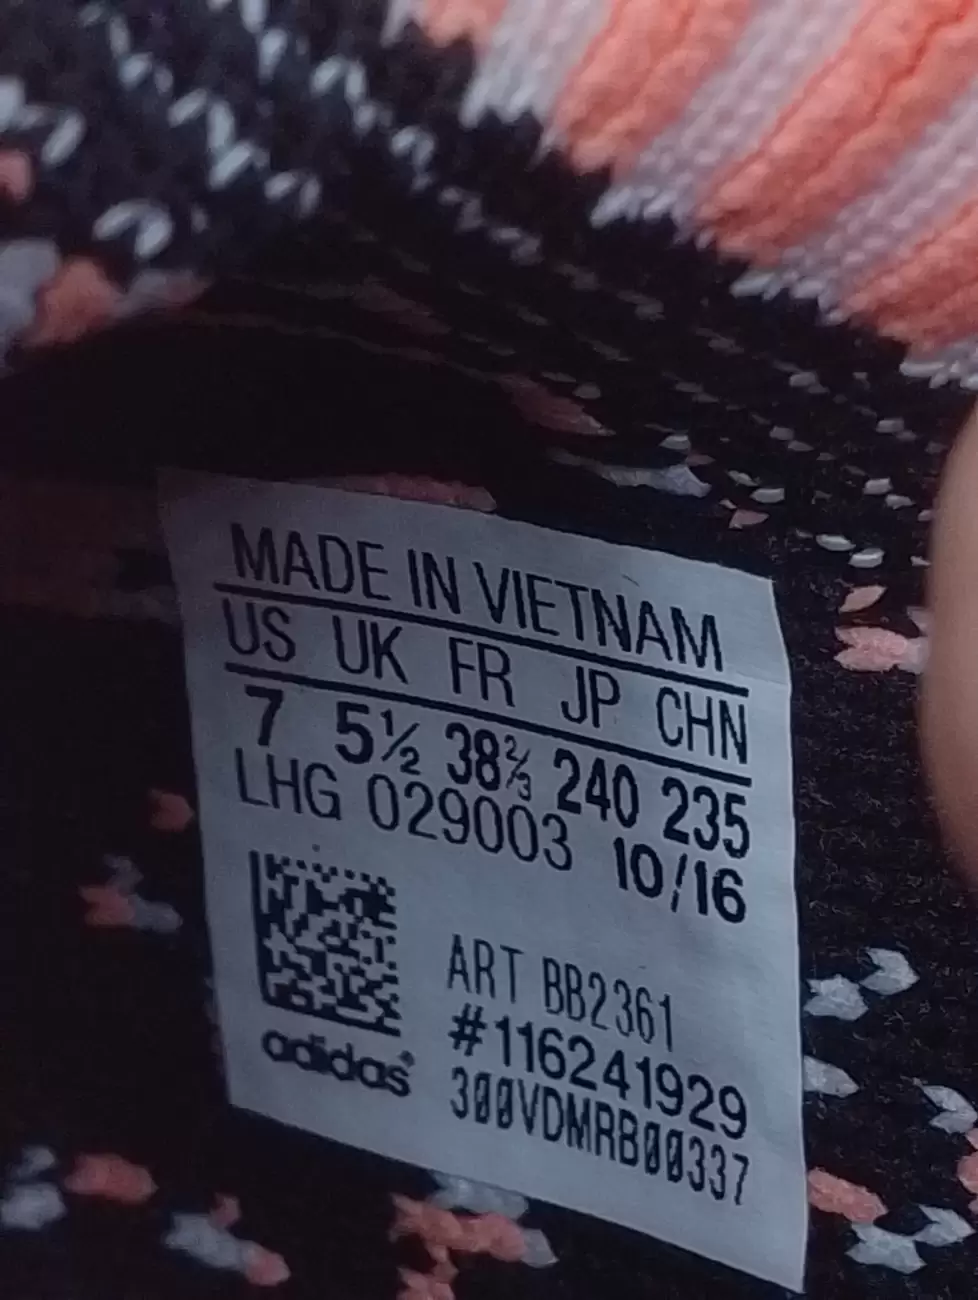 MADE IN VIETNAM
US UK FR JP CHN
7 5½ 38⅔ 240 235
LHG 029003 10/16
ART BB2361
#116241929
adidas
300VDMRB00337